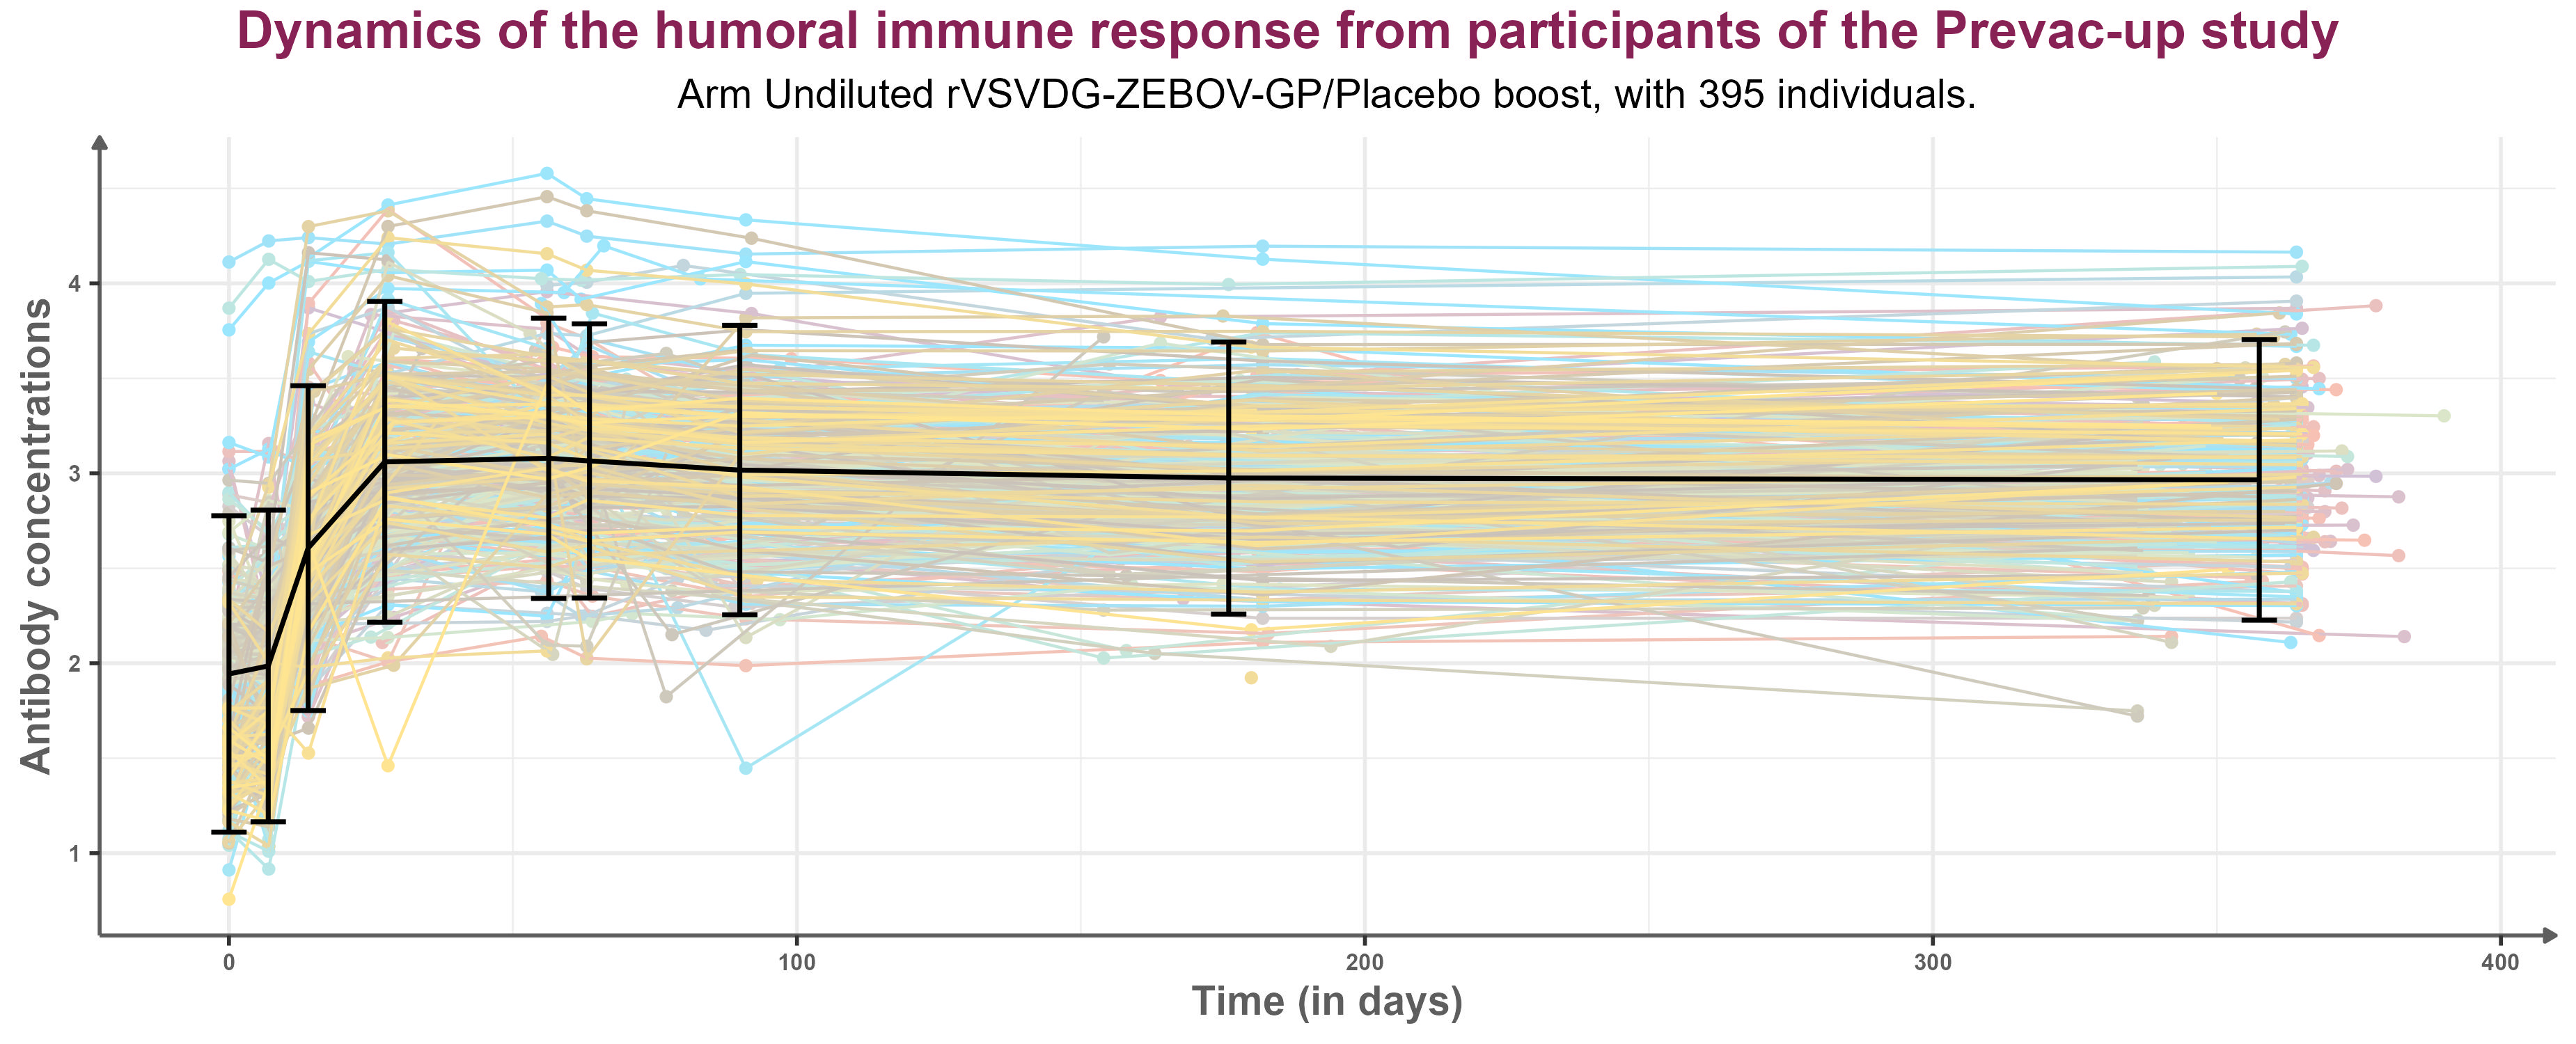 Dynamics of the humoral immune response from participants of the Prevac-up study
Arm Undiluted rVSVDG-ZEBOV-GP/Placebo boost, with 395 individuals.
Antibody concentrations
4
3
2
1
0 100 200 300 400
Time (in days)